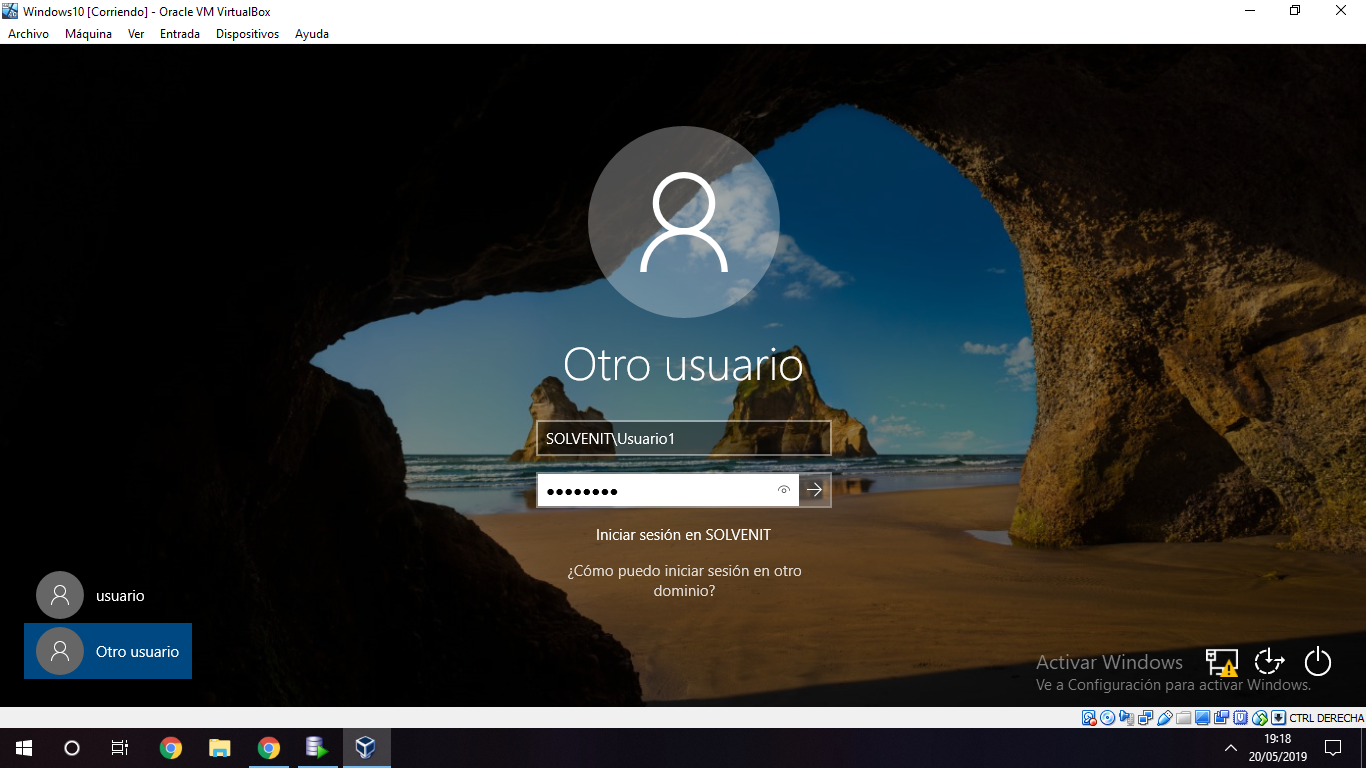 Windows10 [Corriendo] - Oracle VM VirtualBox
Archivo Máquina Ver Entrada Dispositivos Ayuda
Otro usuario
SOLVENIT\Usuario1
Iniciar sesión en SOLVENIT
¿Cómo puedo iniciar sesión en otro
dominio?
usuario
Otro usuario
Activar Windows
Ve a Configuración para activar Windows.
CTRL DERECHA
19:18
20/05/2019